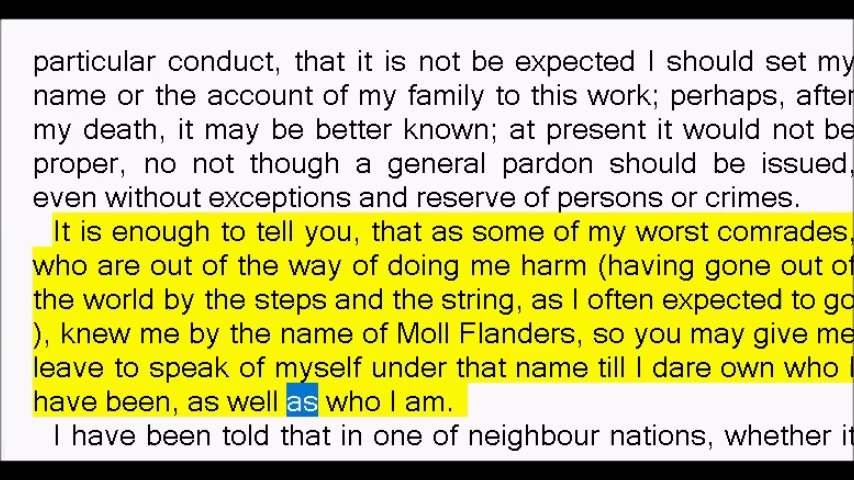 particular conduct, that it is not be expected I should set my
name or the account of my family to this work; perhaps, after
my death, it may be better known; at present it would not be
proper, no not though a general pardon should be issued,
even without exceptions and reserve of persons or crimes.
It is enough to tell you, that as some of my worst comrades,
who are out of the way of doing me harm (having gone out of
the world by the steps and the string, as I often expected to go
), knew me by the name of Moll Flanders, so you may give me
leave to speak of myself under that name till I dare own who I
have been, as well as who I am.
I have been told that in one of neighbour nations, whether it